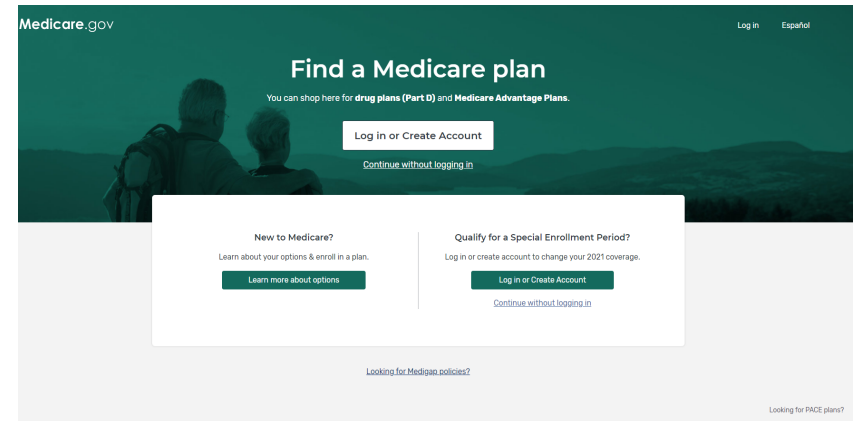 Medicare.gov
Log in
Español
Find a Medicare plan
You can shop here for drug plans (Part D) and Medicare Advantage Plans.
Log in or Create Account
Continue without logging in
New to Medicare?
Learn about your options & enroll in a plan.
Learn more about options
Qualify for a Special Enrollment Period?
Log in or create account to change your 2021 coverage.
Log in or Create Account
Continue without logging in
Looking for Medigap policies?
Looking for PACE plans?